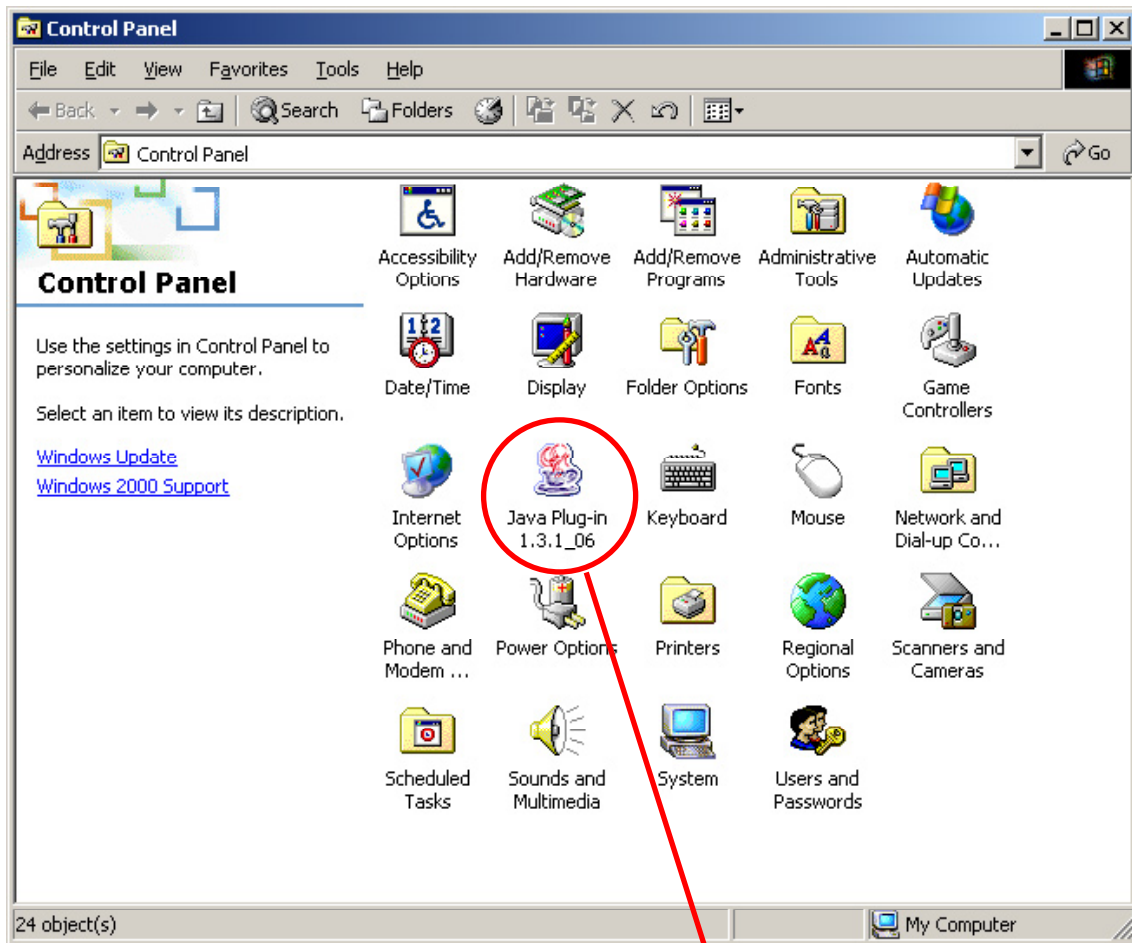 Control Panel
File Edit View Favorites Tools Help
Back Search Folders
Address Control Panel Go
Control Panel
Use the settings in Control Panel to
personalize your computer.
Select an item to view its description.
Windows Update
Windows 2000 Support
Accessibility
Options
Add/Remove
Hardware
Add/Remove
Programs
Administrative
Tools
Automatic
Updates
Date/Time
Display
Folder Options
Fonts
Game
Controllers
Internet
Options
Java Plug-in
1.3.1_06
Keyboard
Mouse
Network and
Dial-up Co...
Phone and
Modem ...
Power Options
Printers
Regional
Options
Scanners and
Cameras
Scheduled
Tasks
Sounds and
Multimedia
System
Users and
Passwords
24 object(s) My Computer